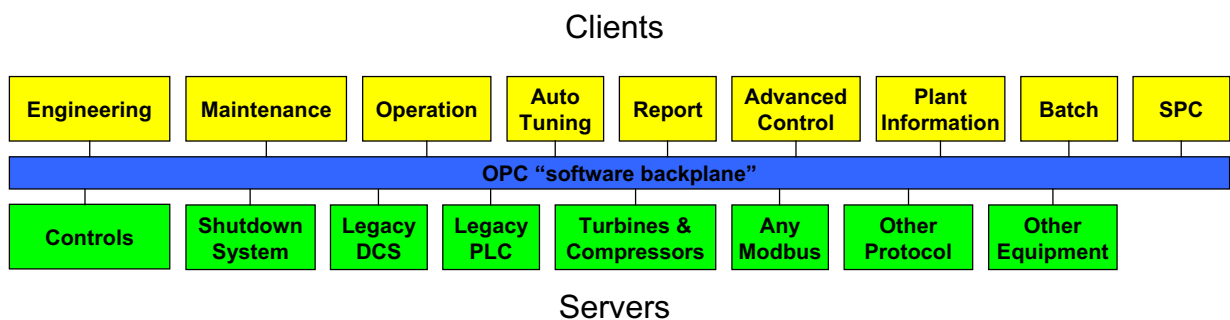 Clients
Engineering
Maintenance
Operation
Auto
Tuning
Report
Advanced
Control
Plant
Information
Batch
SPC
OPC “software backplane”
Controls
Shutdown
System
Legacy
DCS
Legacy
PLC
Turbines &
Compressors
Any
Modbus
Other
Protocol
Other
Equipment
Servers